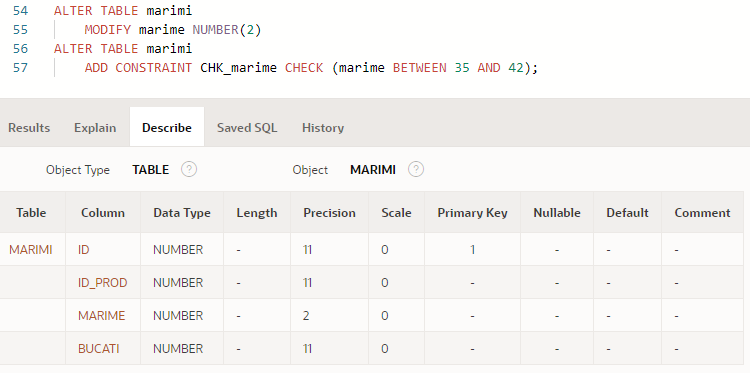 54 ALTER TABLE marimi
55 MODIFY marime NUMBER(2)
56 ALTER TABLE marimi
57 ADD CONSTRAINT CHK_marime CHECK (marime BETWEEN 35 AND 42);
Results Explain Describe Saved SQL History
Object Type TABLE ? Object MARIMI ?
Table Column Data Type Length Precision Scale Primary Key Nullable Default Comment
MARIMI ID NUMBER - 11 0 1 - - -
ID_PROD NUMBER - 11 0 - - - -
MARIME NUMBER - 2 0 - - - -
BUCATI NUMBER - 11 0 - - - -